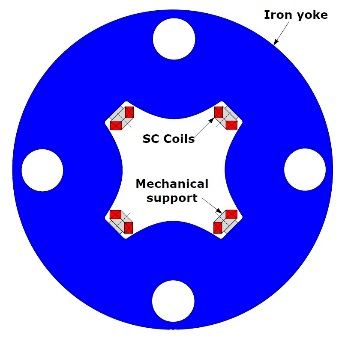 Iron yoke
SC Coils
Mechanical
support